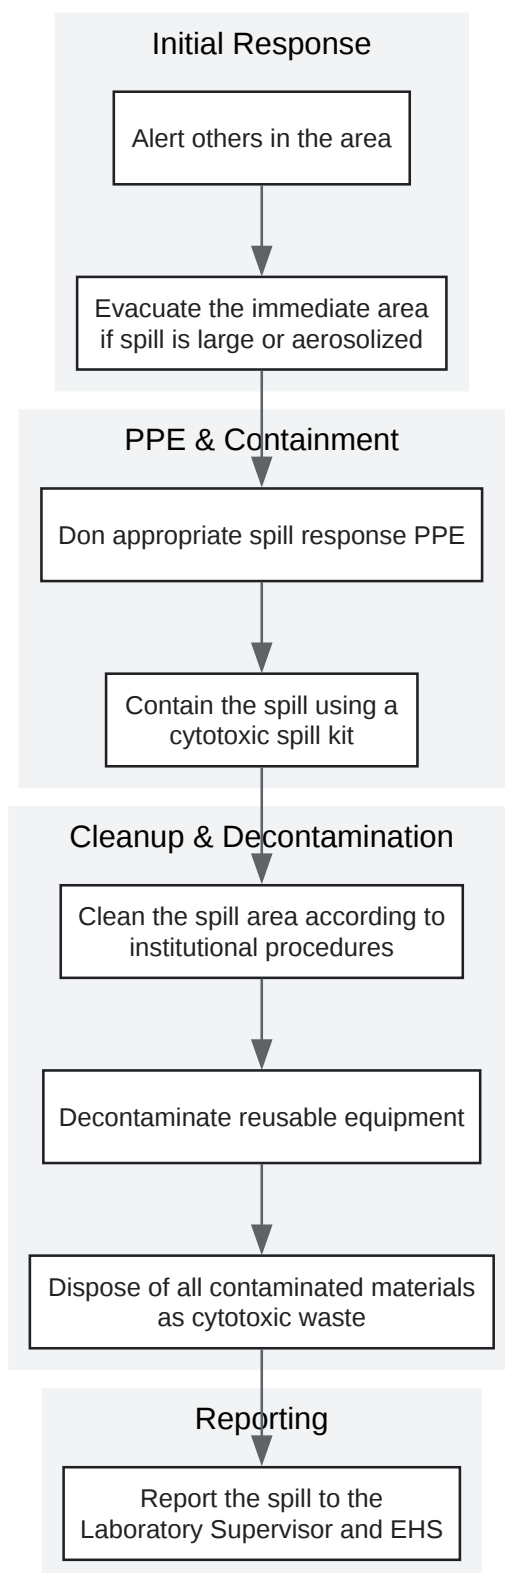 Initial Response
Alert others in the area
Evacuate the immediate area
if spill is large or aerosolized
PPE & Containment
Don appropriate spill response PPE
Contain the spill using a
cytotoxic spill kit
Cleanup & Decontamination
Clean the spill area according to
institutional procedures
Decontaminate reusable equipment
Dispose of all contaminated materials
as cytotoxic waste
Reporting
Report the spill to the
Laboratory Supervisor and EHS